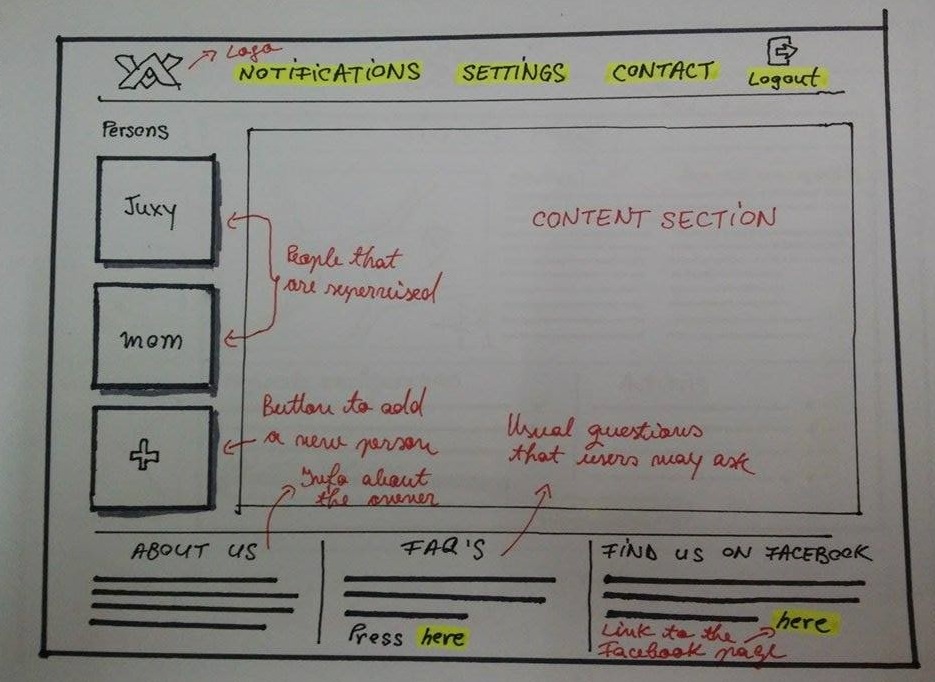 Logo
NOTIFICATIONS SETTINGS CONTACT Logout
Persons
Juxy
CONTENT SECTION
People that
are supervised
mom
Button to add
a new person
+
Usual questions
that users may ask
Info about
the owner
ABOUT US FAQ'S FIND US ON FACEBOOK
Press here
here
Link to the
Facebook page